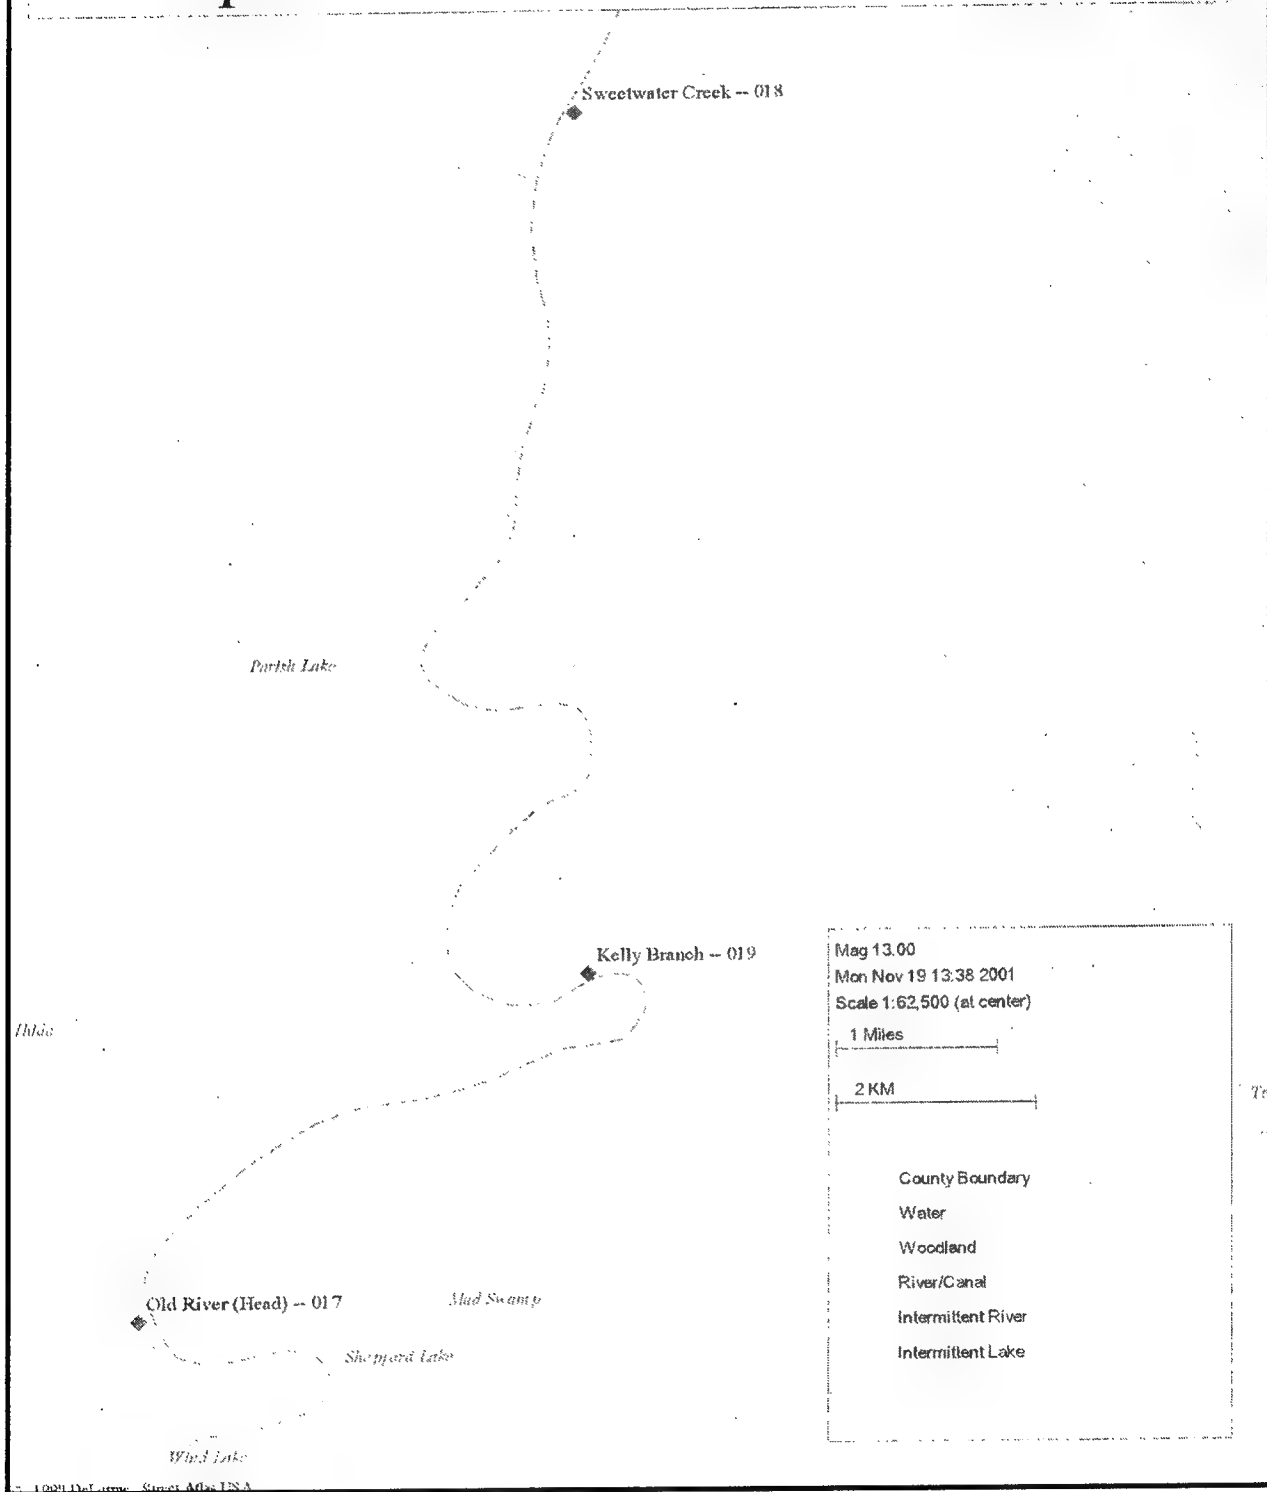 Sweetwater Creek -- 018
Parish Lake
Kelly Branch -- 019
Mag 13.00
Mon Nov 19 13:38 2001
Scale 1:62,500 (at center)
1 Miles
2 KM
County Boundary
Water
Woodland
River/Canal
Intermittent River
Intermittent Lake
Old River (Head) -- 017
Mud Swamp
Sheppard Lake
Wind Lake
1999 DeLorme. Street Atlas USA